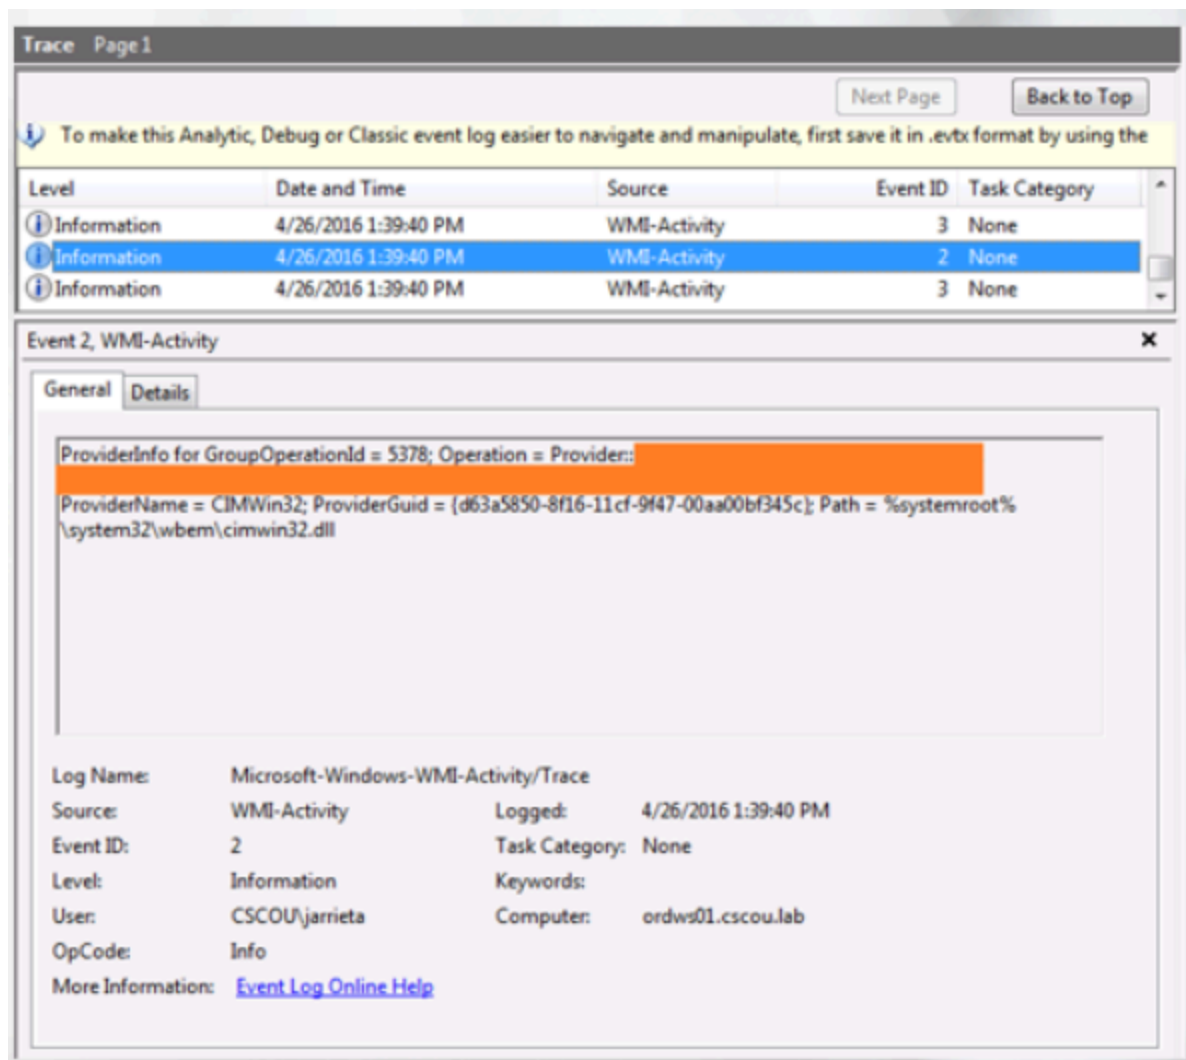 Trace Page 1
Next Page Back to Top
To make this Analytic, Debug or Classic event log easier to navigate and manipulate, first save it in .evtx format by using the
Level Date and Time Source Event ID Task Category
Information 4/26/2016 1:39:40 PM WMI-Activity 3 None
Information 4/26/2016 1:39:40 PM WMI-Activity 2 None
Information 4/26/2016 1:39:40 PM WMI-Activity 3 None
Event 2, WMI-Activity
General Details
ProviderInfo for GroupOperationId = 5378; Operation = Provider::
ProviderName = CIMWin32; ProviderGuid = {d63a5850-8f16-11cf-9f47-00aa00bf345c}; Path = %systemroot%
\system32\wbem\cimwin32.dll
Log Name: Microsoft-Windows-WMI-Activity/Trace
Source: WMI-Activity Logged: 4/26/2016 1:39:40 PM
Event ID: 2 Task Category: None
Level: Information Keywords:
User: CSCOU\jarrieta Computer: ordws01.cscou.lab
OpCode: Info
More Information: Event Log Online Help